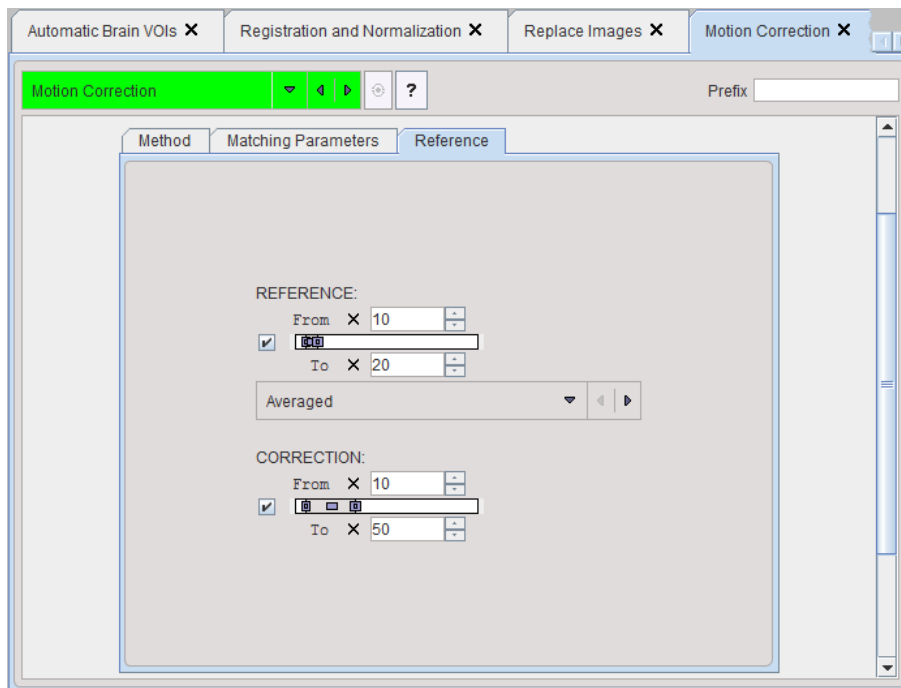 Automatic Brain VOIs X Registration and Normalization X Replace Images X Motion Correction X
Motion Correction ? Prefix
Method Matching Parameters Reference
REFERENCE:
From X 10
To X 20
Averaged
CORRECTION:
From X 10
To X 50